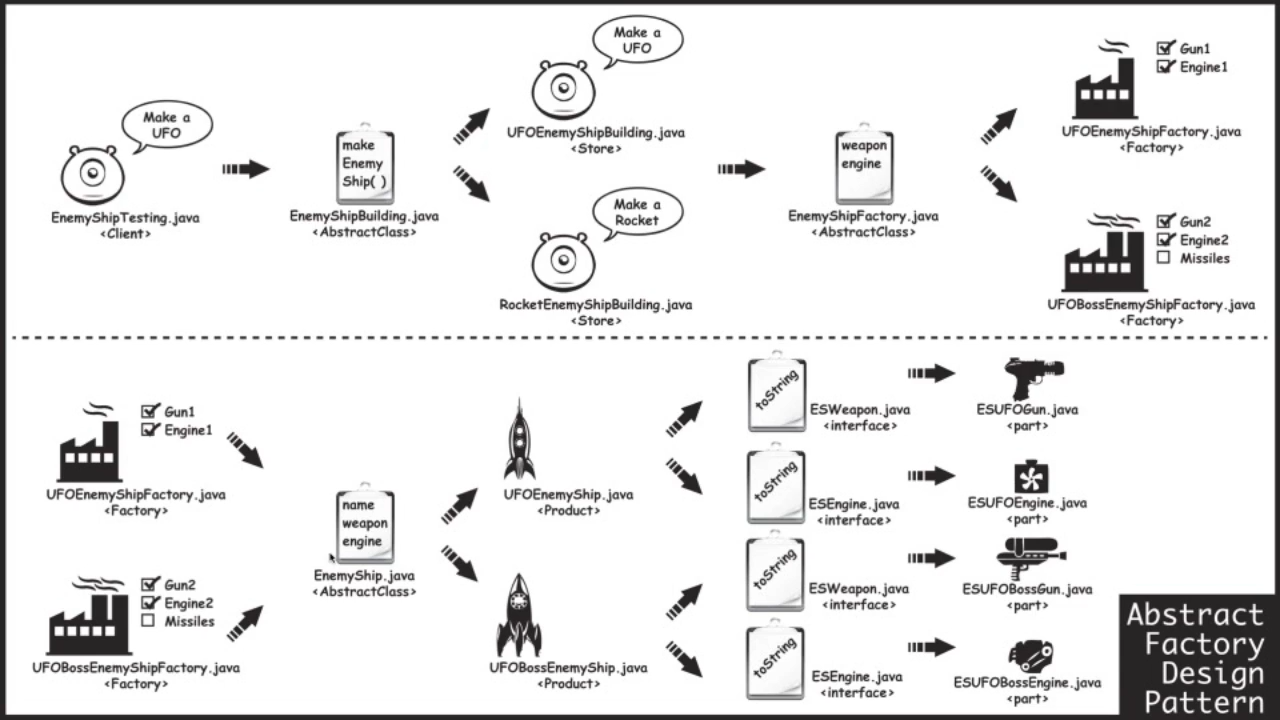 Make a
UFO
EnemyShipTesting.java
<Client>
make
Enemy
Ship( )
EnemyShipBuilding.java
<AbstractClass>
Make a
UFO
UFOEnemyShipBuilding.java
<Store>
Make a
Rocket
RocketEnemyShipBuilding.java
<Store>
weapon
engine
EnemyShipFactory.java
<AbstractClass>
Gun1
Engine1
UFOEnemyShipFactory.java
<Factory>
Gun2
Engine2
Missiles
UFOBossEnemyShipFactory.java
<Factory>
Gun1
Engine1
UFOEnemyShipFactory.java
<Factory>
Gun2
Engine2
Missiles
UFOBossEnemyShipFactory.java
<Factory>
name
weapon
engine
EnemyShip.java
<AbstractClass>
UFOEnemyShip.java
<Product>
UFOBossEnemyShip.java
<Product>
toString
ESWeapon.java
<interface>
ESUFOGun.java
<part>
toString
ESEngine.java
<interface>
ESUFOEngine.java
<part>
toString
ESWeapon.java
<interface>
ESUFOBossGun.java
<part>
toString
ESEngine.java
<interface>
ESUFOBossEngine.java
<part>
Abstract
Factory
Design
Pattern